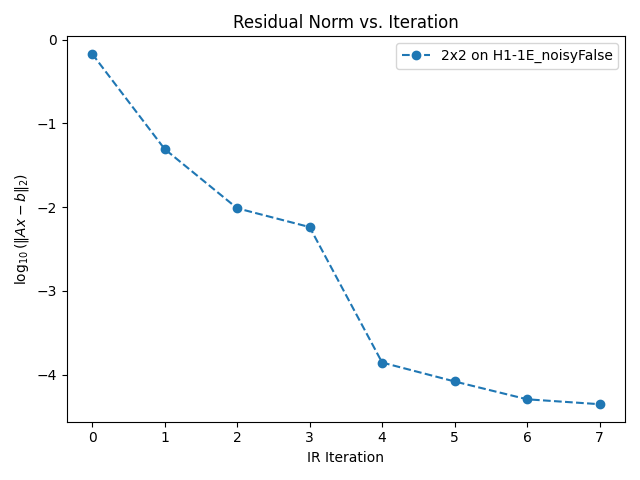 Residual Norm vs. Iteration
2x2 on H1-1E_noisyFalse
log₁₀(‖Ax − b‖₂)
0
−1
−2
−3
−4
0 1 2 3 4 5 6 7
IR Iteration